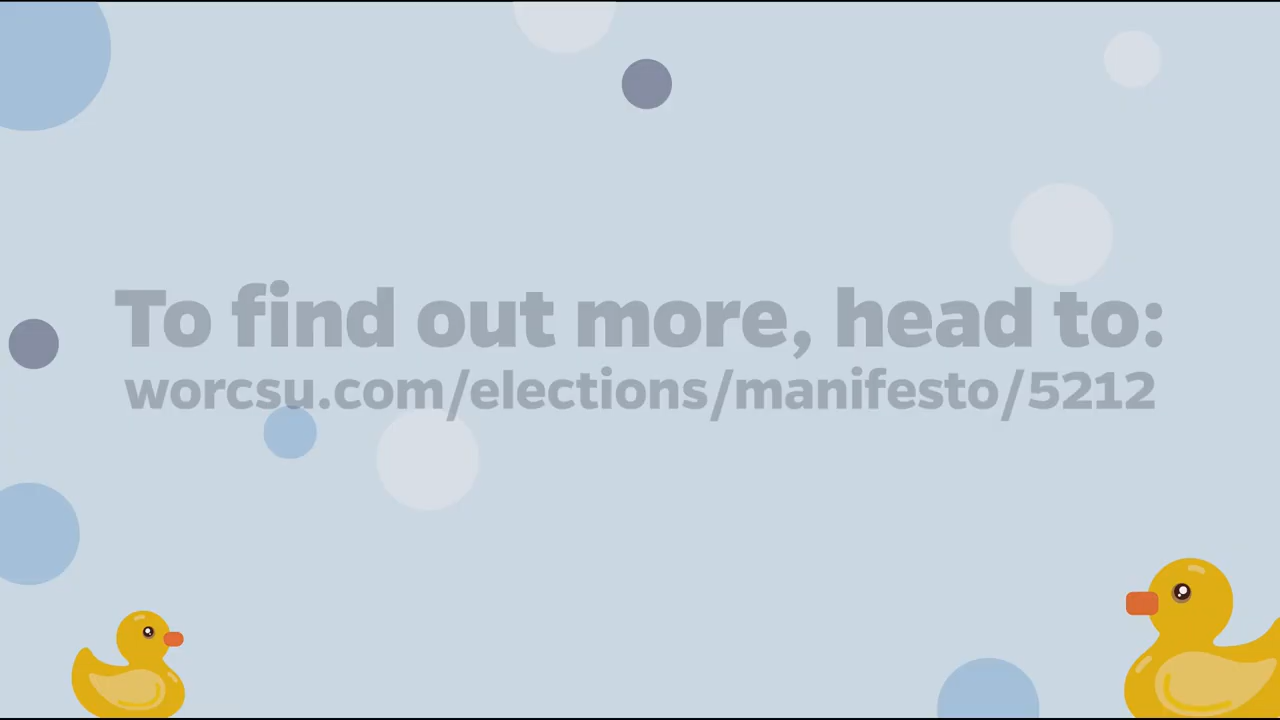 To find out more, head to:
worcsu.com/elections/manifesto/5212